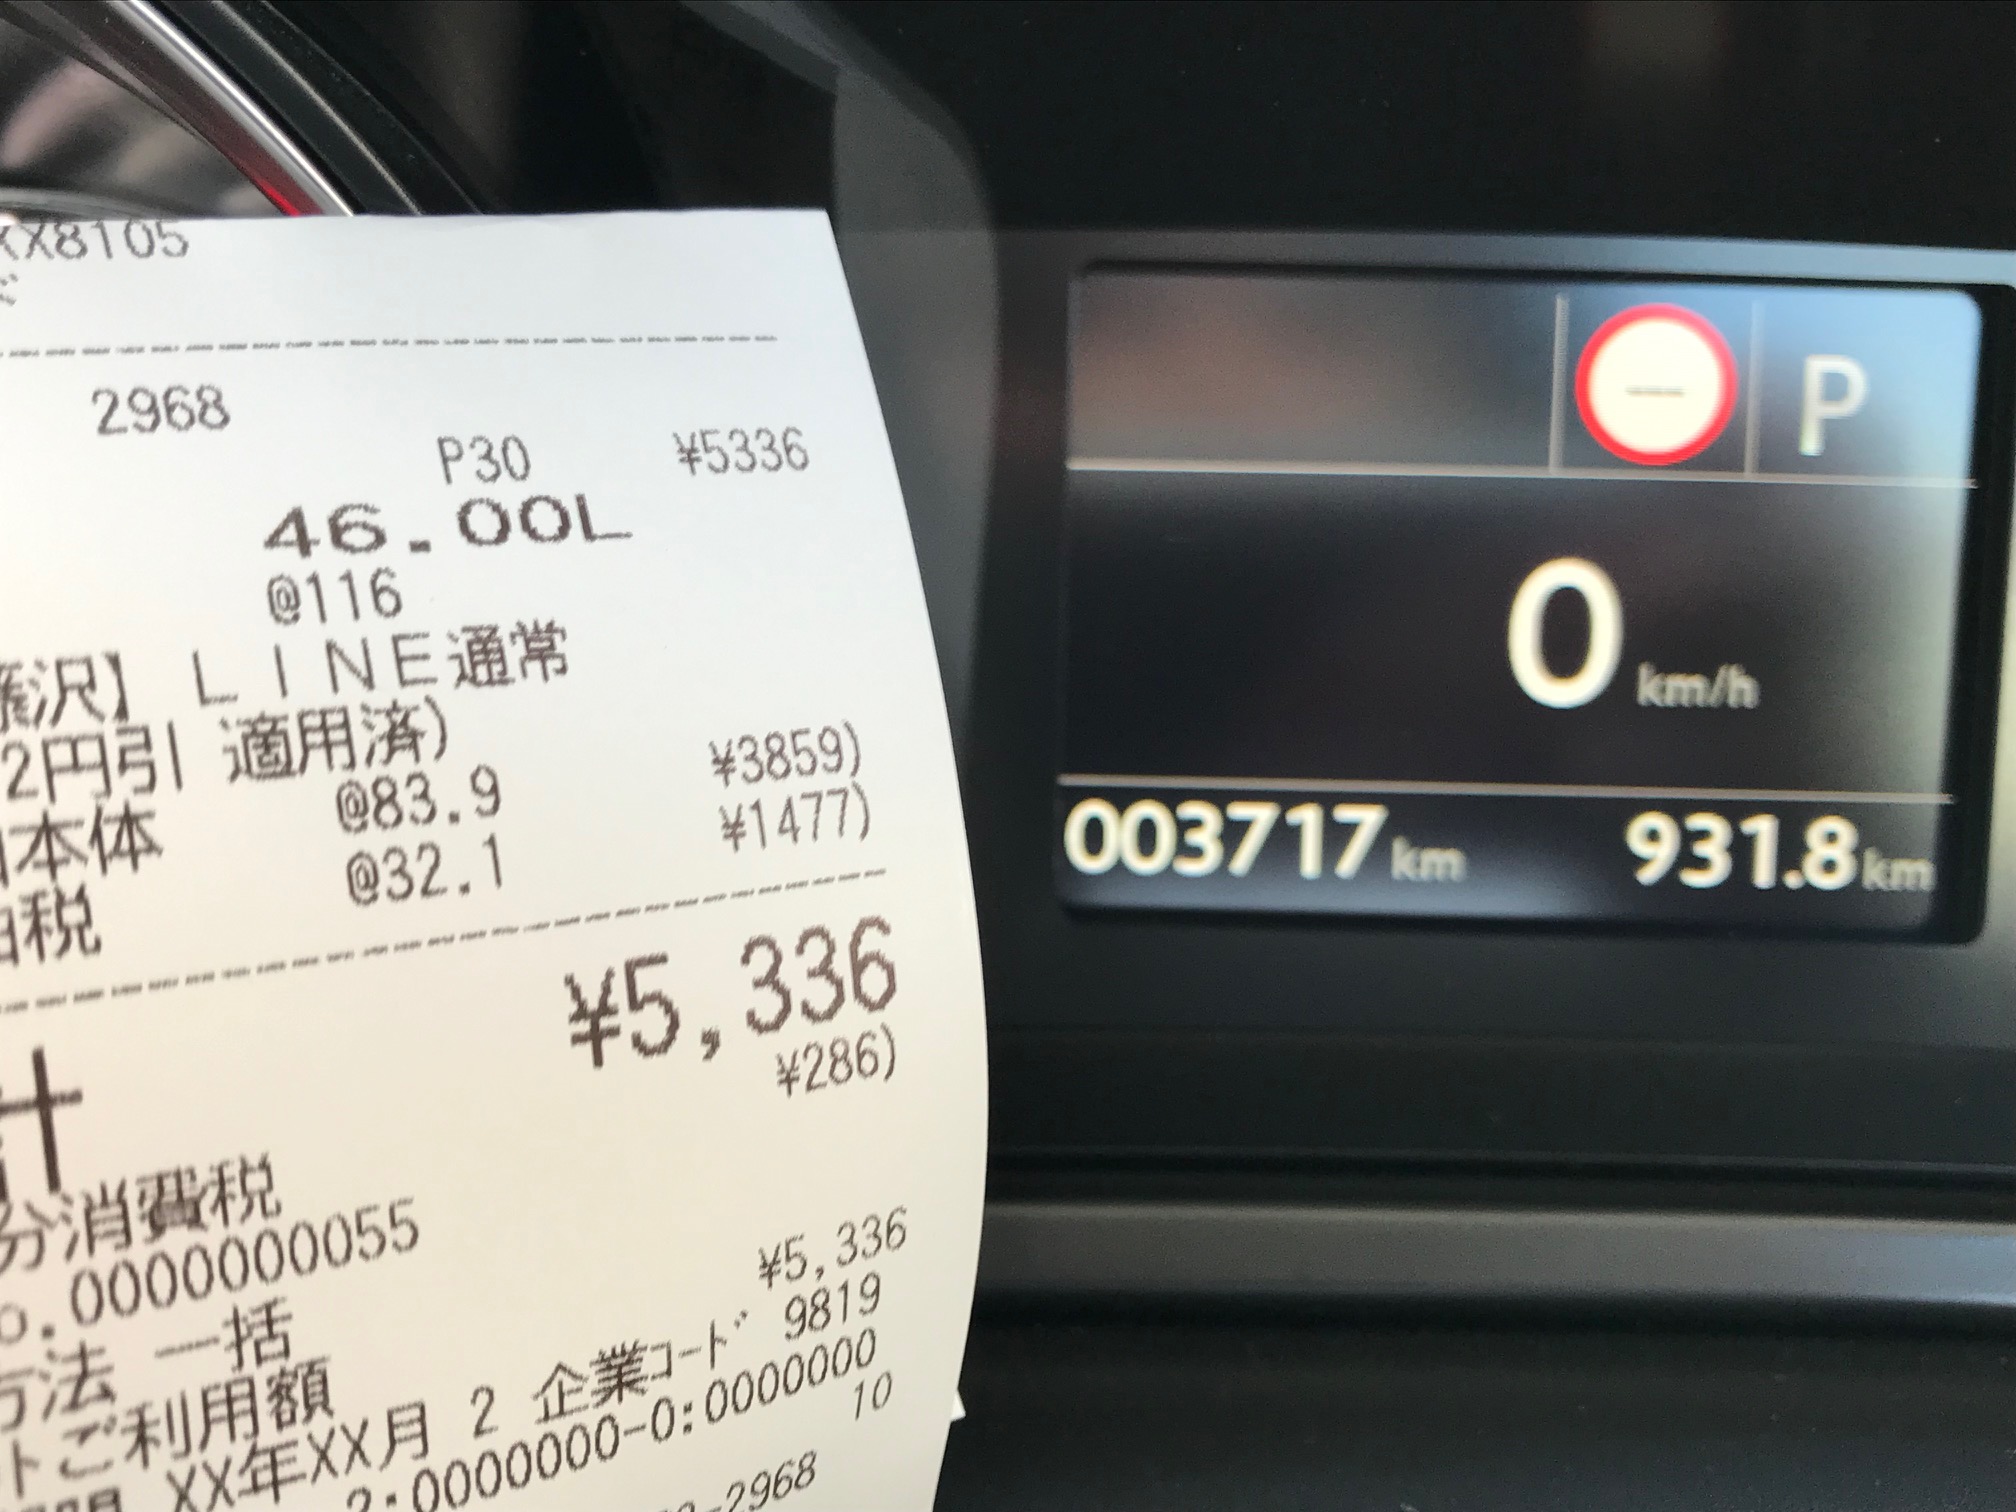 XX8105
2968
P30 ¥5336
46.00L
@116
沢】LINE通常
2円引 適用済)
本体 @83.9 ¥3859)
税 @32.1 ¥1477)
¥5,336
計 ¥286)
分消費税
.0000000055
方法 一括 ¥5,336
ご利用額
XX年XX月 2 企業ｺｰﾄﾞ 9819
2:0000000-0:0000000
10
-2968
P
0 km/h
003717 km 931.8 km